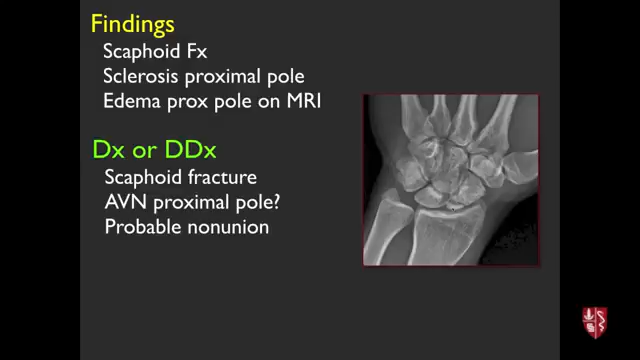 Findings
Scaphoid Fx
Sclerosis proximal pole
Edema prox pole on MRI
Dx or DDx
Scaphoid fracture
AVN proximal pole?
Probable nonunion